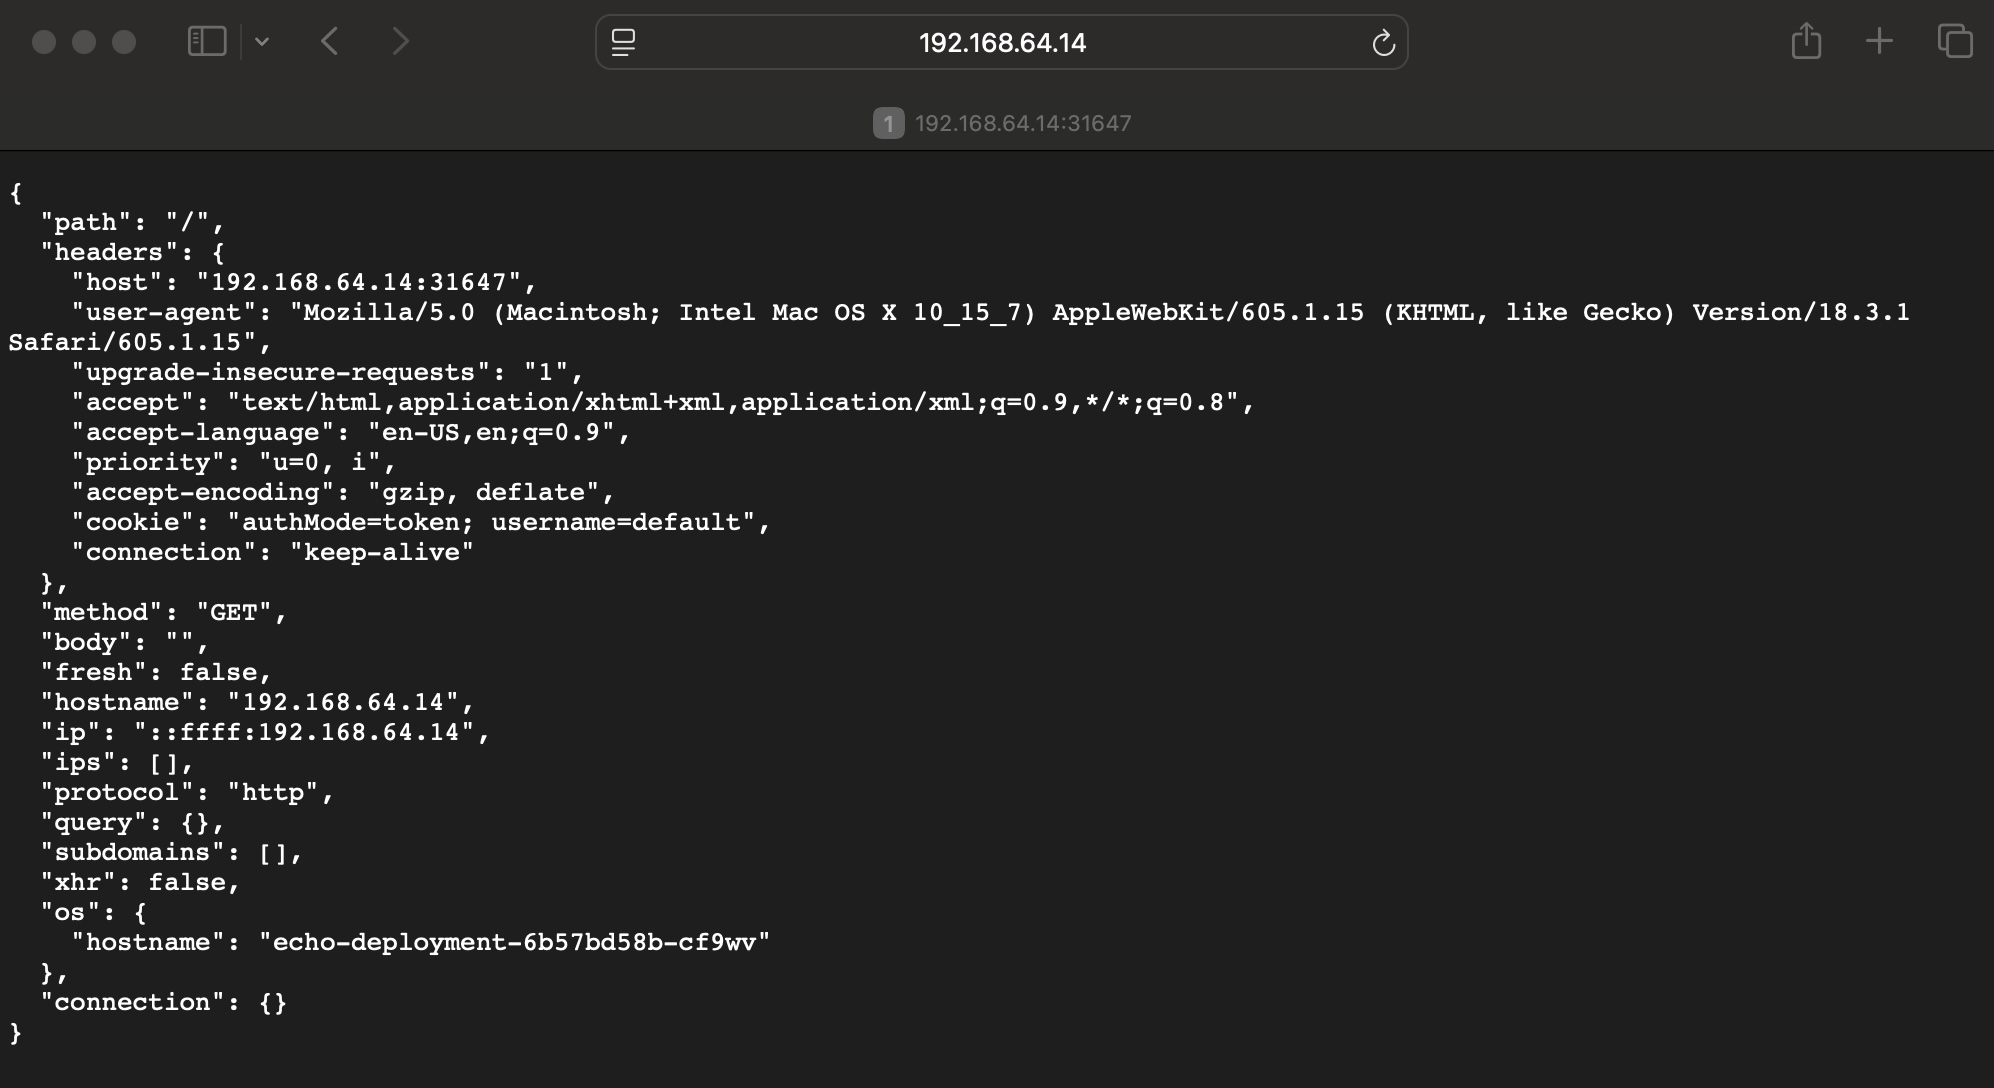 192.168.64.14
1 192.168.64.14:31647
{
  "path": "/",
  "headers": {
    "host": "192.168.64.14:31647",
    "user-agent": "Mozilla/5.0 (Macintosh; Intel Mac OS X 10_15_7) AppleWebKit/605.1.15 (KHTML, like Gecko) Version/18.3.1
Safari/605.1.15",
    "upgrade-insecure-requests": "1",
    "accept": "text/html,application/xhtml+xml,application/xml;q=0.9,*/*;q=0.8",
    "accept-language": "en-US,en;q=0.9",
    "priority": "u=0, i",
    "accept-encoding": "gzip, deflate",
    "cookie": "authMode=token; username=default",
    "connection": "keep-alive"
  },
  "method": "GET",
  "body": "",
  "fresh": false,
  "hostname": "192.168.64.14",
  "ip": "::ffff:192.168.64.14",
  "ips": [],
  "protocol": "http",
  "query": {},
  "subdomains": [],
  "xhr": false,
  "os": {
    "hostname": "echo-deployment-6b57bd58b-cf9wv"
  },
  "connection": {}
}